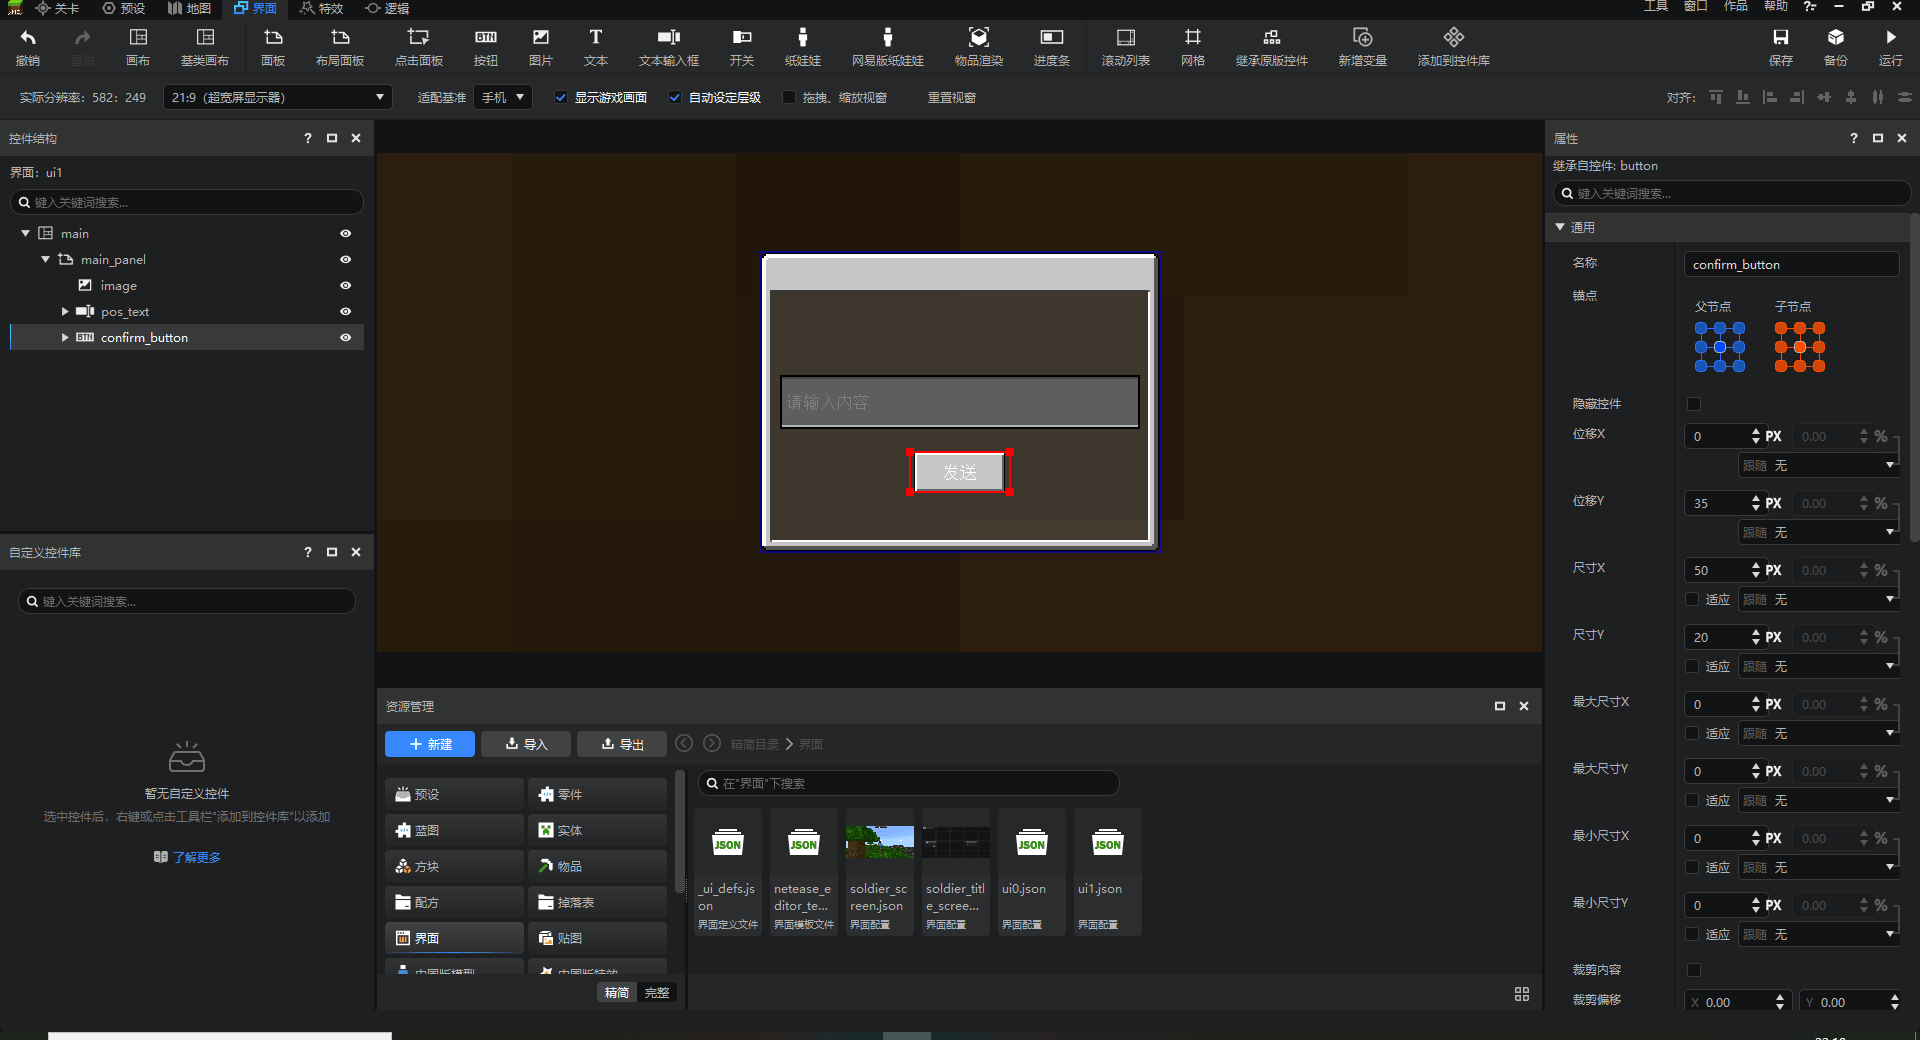 关卡
预设
地图
界面
特效
逻辑
工具
窗口
作品
帮助
撤销
重做
画布
基类画布
面板
布局面板
点击面板
按钮
图片
文本
文本输入框
开关
纸娃娃
网易版纸娃娃
物品渲染
进度条
滚动列表
网格
继承原版控件
新增变量
添加到控件库
保存
备份
运行
实际分辨率：582：249
21:9（超宽屏显示器）
适配基准
手机
显示游戏画面
自动设定层级
拖拽、缩放视窗
重置视窗
对齐：
控件结构
界面：ui1
键入关键词搜索...
main
main_panel
image
pos_text
BTN confirm_button
自定义控件库
键入关键词搜索...
暂无自定义控件
选中控件后，右键或点击工具栏"添加到控件库"以添加
了解更多
请输入内容
发送
资源管理
新建
导入
导出
精简目录
界面
预设
零件
蓝图
实体
方块
物品
配方
掉落表
界面
贴图
精简
完整
在"界面"下搜索
JSON
_ui_defs.js
on
界面定义文件
JSON
netease_e
ditor_te...
界面模板文件
soldier_sc
reen.json
界面配置
soldier_titl
e_scree...
界面配置
JSON
ui0.json
界面配置
JSON
ui1.json
界面配置
属性
继承自控件: button
键入关键词搜索...
通用
名称
confirm_button
锚点
父节点
子节点
隐藏控件
位移X
0 PX 0.00 %
跟随 无
位移Y
35 PX 0.00 %
跟随 无
尺寸X
50 PX 0.00 %
适应 跟随 无
尺寸Y
20 PX 0.00 %
适应 跟随 无
最大尺寸X
0 PX 0.00 %
适应 跟随 无
最大尺寸Y
0 PX 0.00 %
适应 跟随 无
最小尺寸X
0 PX 0.00 %
适应 跟随 无
最小尺寸Y
0 PX 0.00 %
适应 跟随 无
裁剪内容
裁剪偏移
X 0.00
Y 0.00